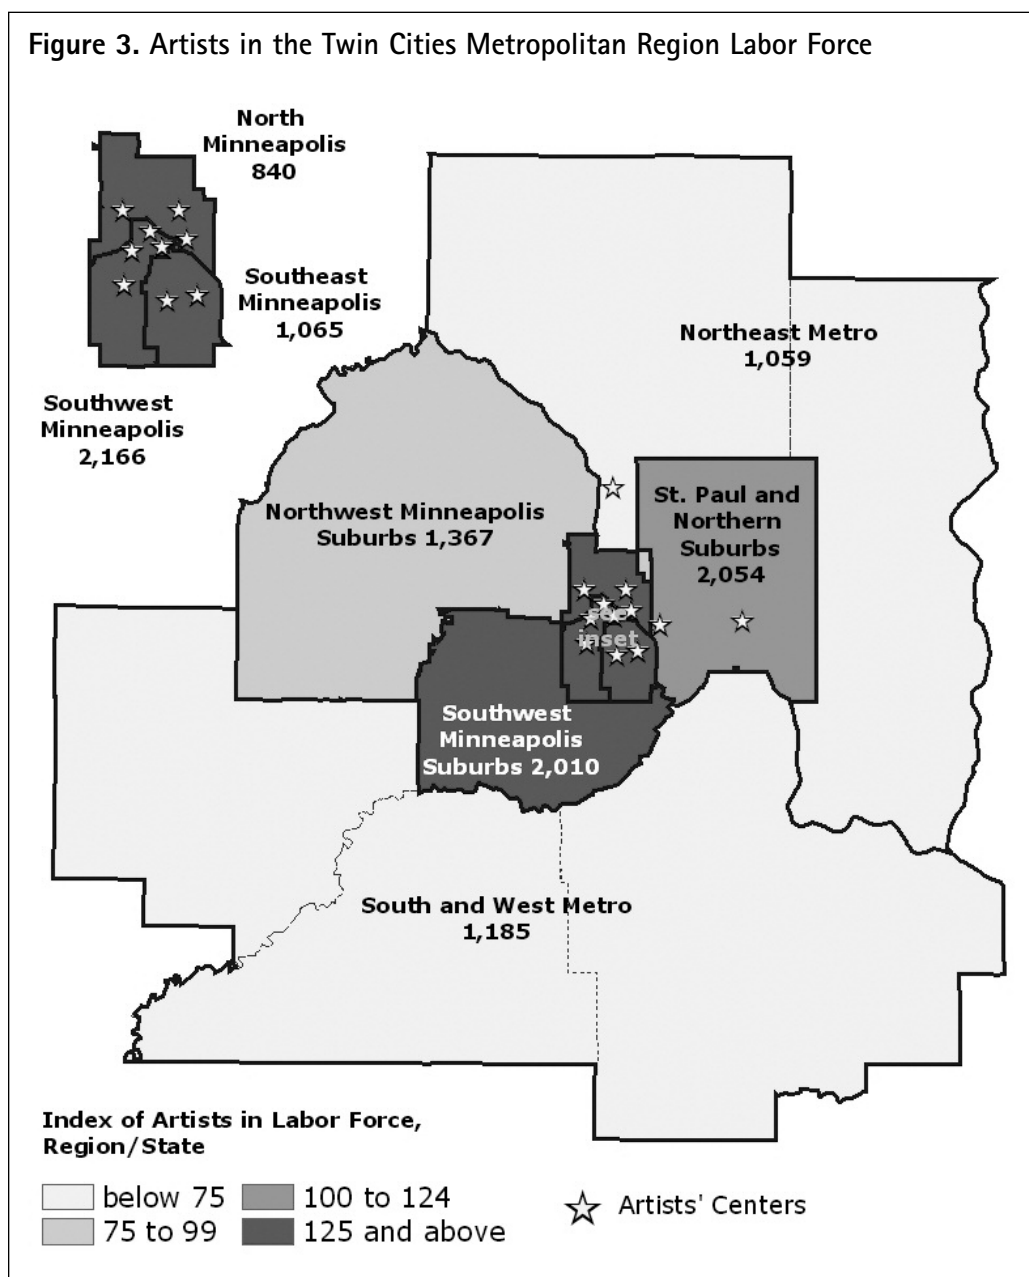 Figure 3. Artists in the Twin Cities Metropolitan Region Labor Force
North
Minneapolis
840
Southeast
Minneapolis
1,065
Southwest
Minneapolis
2,166
Northeast Metro
1,059
Northwest Minneapolis
Suburbs 1,367
St. Paul and
Northern
Suburbs
2,054
see
inset
Southwest
Minneapolis
Suburbs 2,010
South and West Metro
1,185
Index of Artists in Labor Force,
Region/State
below 75
100 to 124
75 to 99
125 and above
Artists' Centers